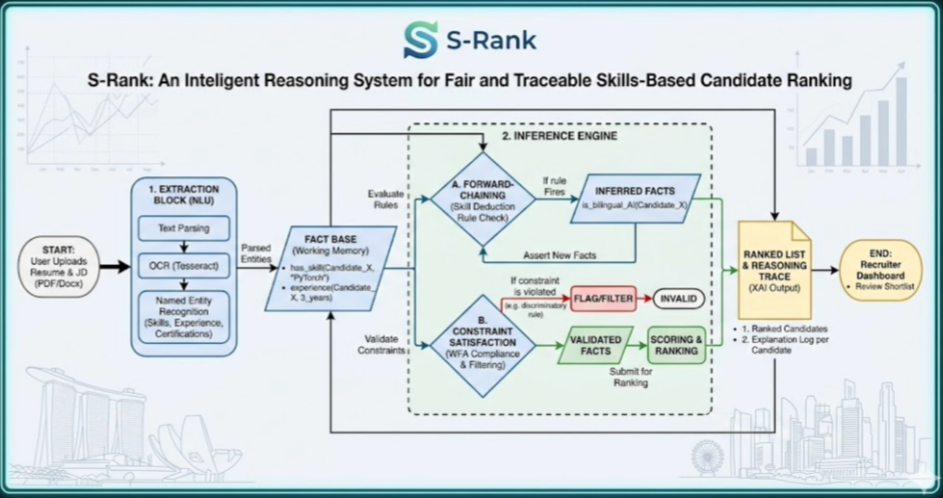 S-Rank
S-Rank: An Inteligent Reasoning System for Fair and Traceable Skills-Based Candidate Ranking
START:
User Uploads
Resume & JD
(PDF/Docx)
1. EXTRACTION
BLOCK (NLU)
Text Parsing
OCR (Tesseract)
Named Entity
Recognition
(Skills, Experience,
Certifications)
Parsed
Entities
FACT BASE
(Working Memory)
• has_skill(Candidate_X,
"PyTorch")
• experience(Candidate_
X, 3_years)
Evaluate
Rules
Validate
Constraints
2. INFERENCE ENGINE
A. FORWARD-
CHAINING
(Skill Deduction
Rule Check)
If rule
Fires
INFERRED FACTS
is_bilingual_AI(Candidate_X)
Assert New Facts
B.
CONSTRAINT
SATISFACTION
(WFA Compliance
& Filtering)
If constraint
is violated
(e.g. discriminatory
rule)
FLAG/FILTER
INVALID
VALIDATED
FACTS
SCORING &
RANKING
Submit for
Ranking
RANKED LIST
& REASONING
TRACE
(XAI Output)
• 1. Ranked Candidates
• 2. Explanation Log per
Candidate
END:
Recruiter
Dashboard
• Review Shortlist